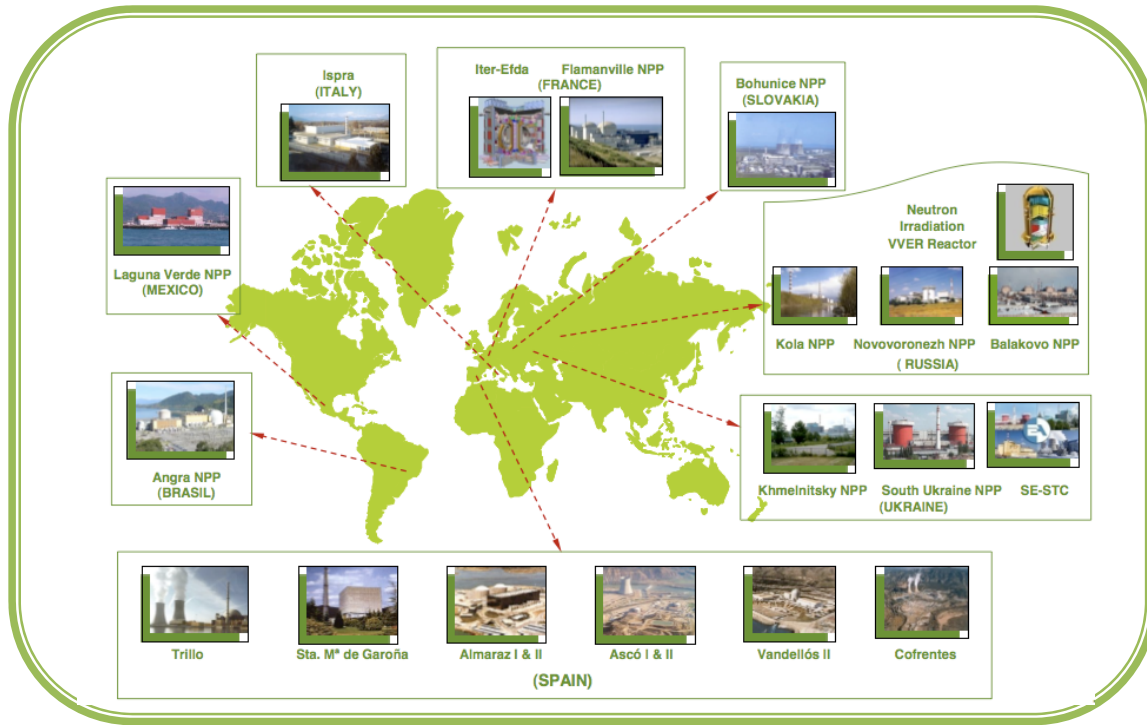 Ispra
(ITALY)
Iter-Efda
Flamanville NPP
(FRANCE)
Bohunice NPP
(SLOVAKIA)
Laguna Verde NPP
(MEXICO)
Neutron
Irradiation
VVER Reactor
Kola NPP
Novovoronezh NPP
Balakovo NPP
( RUSSIA)
Angra NPP
(BRASIL)
Khmelnitsky NPP
South Ukraine NPP
SE-STC
(UKRAINE)
Trillo
Sta. Mª de Garoña
Almaraz I & II
Ascó I & II
Vandellós II
Cofrentes
(SPAIN)